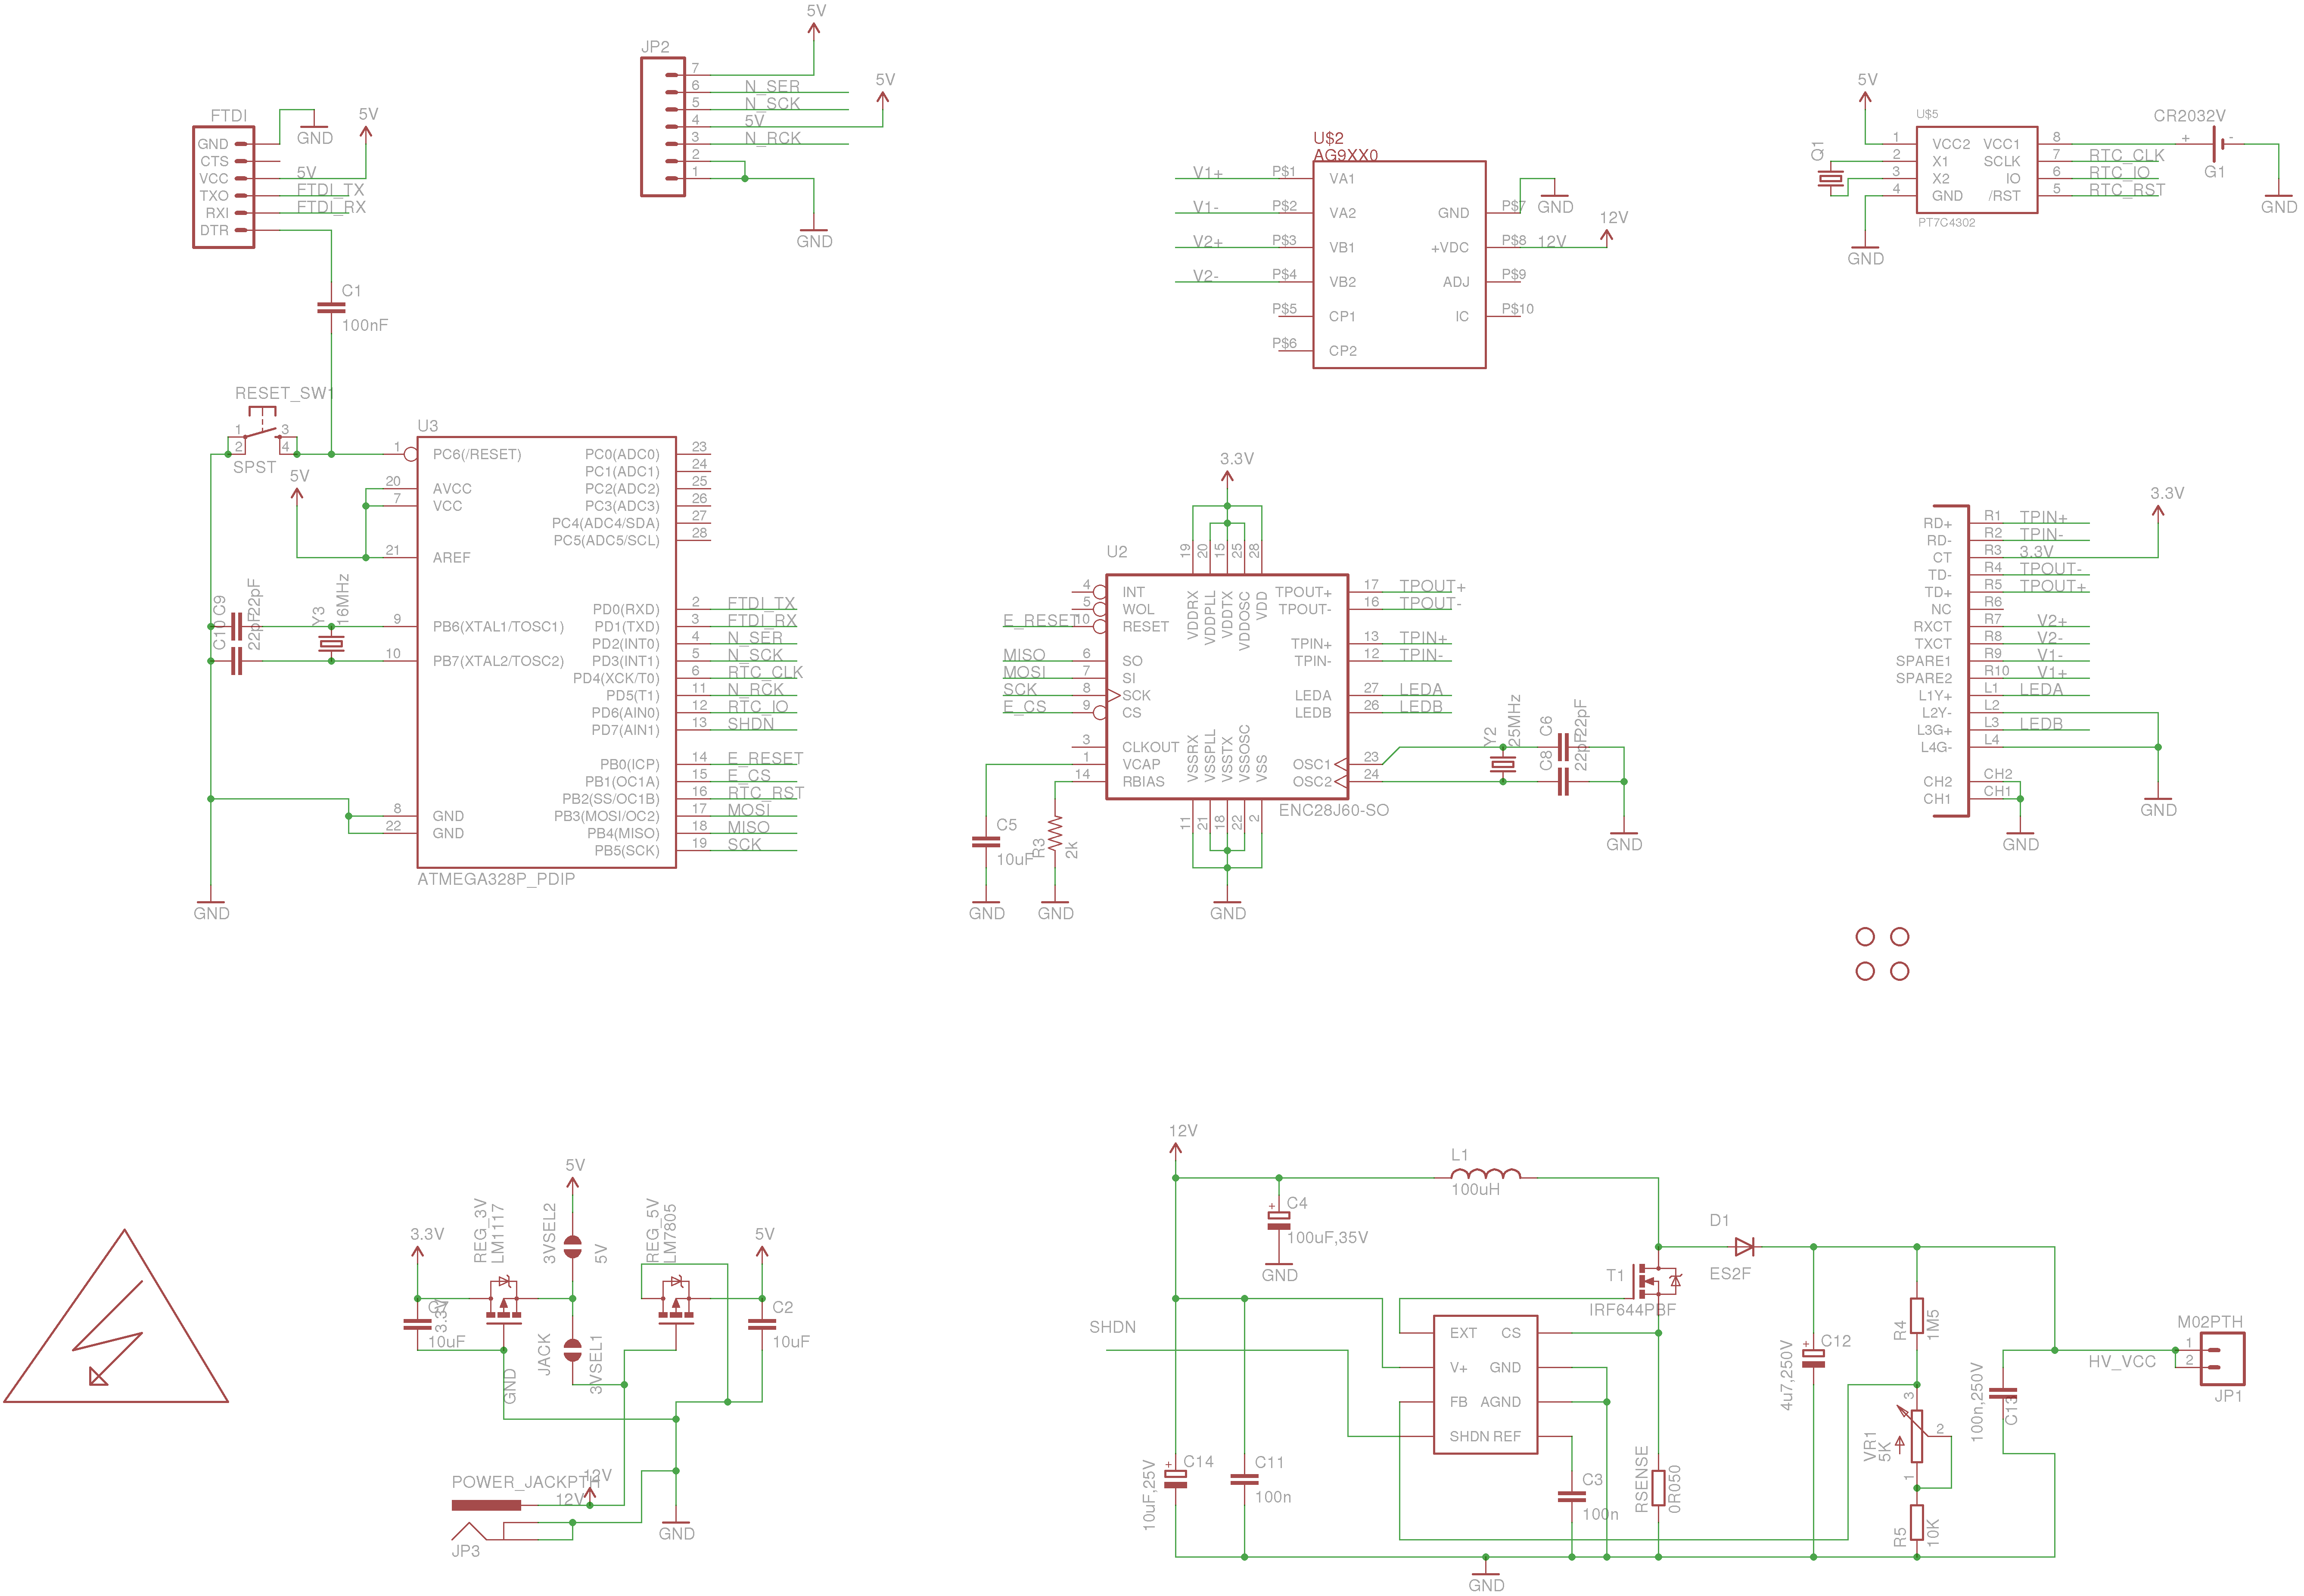 5V
JP2
7
6 N_SER
5 N_SCK
4 5V
3 N_RCK
2
1
5V
GND
FTDI
GND
CTS
VCC
TXO
RXI
DTR
GND
5V
5V
FTDI_TX
FTDI_RX
C1
100nF
RESET_SW1
1 3
2 4
SPST
5V
U$2
AG9XX0
V1+ P$1 VA1
V1- P$2 VA2
V2+ P$3 VB1
V2- P$4 VB2
P$5 CP1
P$6 CP2
GND P$7
+VDC P$8 12V
ADJ P$9
IC P$10
GND
12V
5V
U$5
Q1
1 VCC2 VCC1 8
2 X1 SCLK 7 RTC_CLK
3 X2 IO 6 RTC_IO
4 GND /RST 5 RTC_RST
PT7C4302
GND
CR2032V
+ -
G1
GND
U3
1 PC6(/RESET)
20 AVCC
7 VCC
21 AREF
9 PB6(XTAL1/TOSC1)
10 PB7(XTAL2/TOSC2)
8 GND
22 GND
PC0(ADC0) 23
PC1(ADC1) 24
PC2(ADC2) 25
PC3(ADC3) 26
PC4(ADC4/SDA) 27
PC5(ADC5/SCL) 28
PD0(RXD) 2 FTDI_TX
PD1(TXD) 3 FTDI_RX
PD2(INT0) 4 N_SER
PD3(INT1) 5 N_SCK
PD4(XCK/T0) 6 RTC_CLK
PD5(T1) 11 N_RCK
PD6(AIN0) 12 RTC_IO
PD7(AIN1) 13 SHDN
PB0(ICP) 14 E_RESET
PB1(OC1A) 15 E_CS
PB2(SS/OC1B) 16 RTC_RST
PB3(MOSI/OC2) 17 MOSI
PB4(MISO) 18 MISO
PB5(SCK) 19 SCK
ATMEGA328P_PDIP
C9
22pF
C10
22pF
Y3
16MHz
GND
3.3V
U2
19 20 15 25 28
VDDRX VDDPLL VDDTX VDDOSC VDD
4 INT
5 WOL
E_RESET 10 RESET
MISO 6 SO
MOSI 7 SI
SCK 8 SCK
E_CS 9 CS
3 CLKOUT
1 VCAP
14 RBIAS
TPOUT+ 17 TPOUT+
TPOUT- 16 TPOUT-
TPIN+ 13 TPIN+
TPIN- 12 TPIN-
LEDA 27 LEDA
LEDB 26 LEDB
OSC1 23
OSC2 24
VSSRX VSSPLL VSSTX VSSOSC VSS
11 21 18 22 2
ENC28J60-SO
C5
10uF
R3
2k
GND
GND
GND
Y2
25MHz
C6
22pF
C8
22pF
GND
3.3V
RD+ R1 TPIN+
RD- R2 TPIN-
CT R3 3.3V
TD- R4 TPOUT-
TD+ R5 TPOUT+
NC R6
RXCT R7 V2+
TXCT R8 V2-
SPARE1 R9 V1-
SPARE2 R10 V1+
L1Y+ L1 LEDA
L2Y- L2
L3G+ L3 LEDB
L4G- L4
CH2 CH2
CH1 CH1
GND
GND
5V
3.3V
REG_3V
LM1117
3VSEL2
5V
REG_5V
LM7805
5V
C7
3.3V
10uF
GND
JACK
3VSEL1
C2
10uF
POWER_JACKPTH
12V
12V
JP3
GND
12V
L1
100uH
C4
100uF,35V
GND
D1
ES2F
T1
IRF644PBF
SHDN
EXT CS
V+ GND
FB AGND
SHDN REF
C14
10uF,25V
C11
100n
C3
100n
RSENSE
0R050
C12
4u7,250V
R4
1M5
VR1
5K
3
2
1
R5
10K
100n,250V
C13
HV_VCC
M02PTH
1
2
JP1
GND